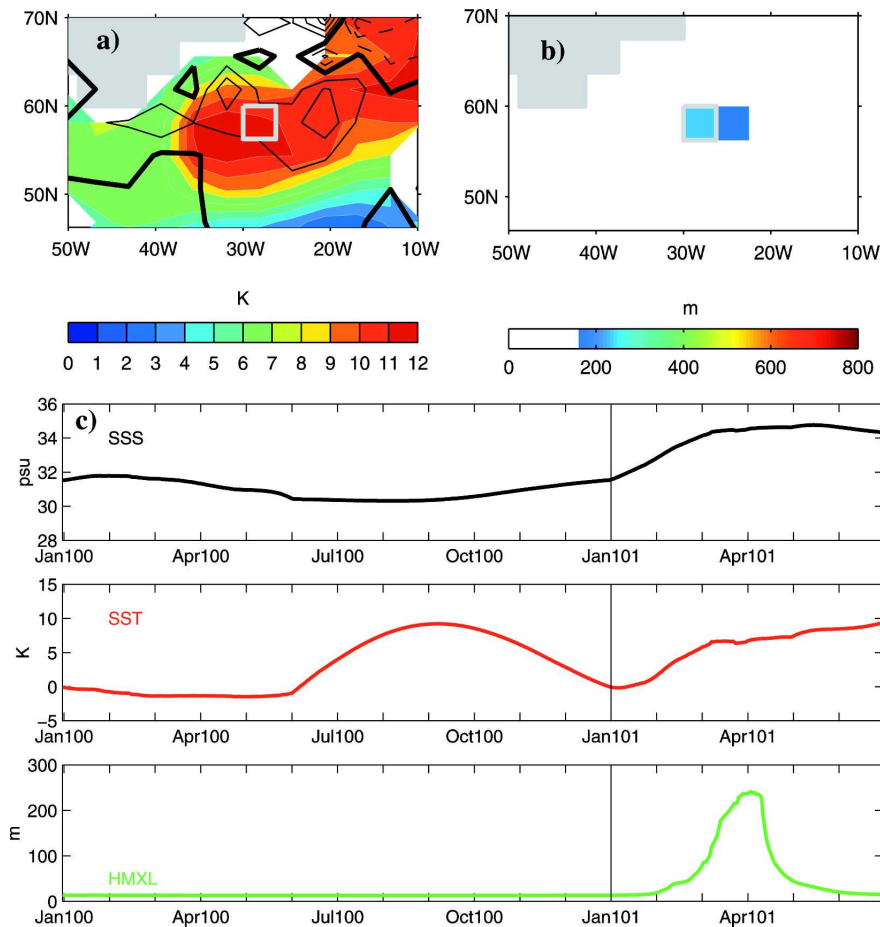 a)
b)
70N 70N
60N 60N
50N 50N
50W 40W 30W 20W 10W 50W 40W 30W 20W 10W
K m
0 1 2 3 4 5 6 7 8 9 10 11 12 0 200 400 600 800
c)
SSS
psu
36
34
32
30
28
Jan100 Apr100 Jul100 Oct100 Jan101 Apr101
SST
K
15
10
5
0
−5
Jan100 Apr100 Jul100 Oct100 Jan101 Apr101
HMXL
m
300
200
100
0
Jan100 Apr100 Jul100 Oct100 Jan101 Apr101